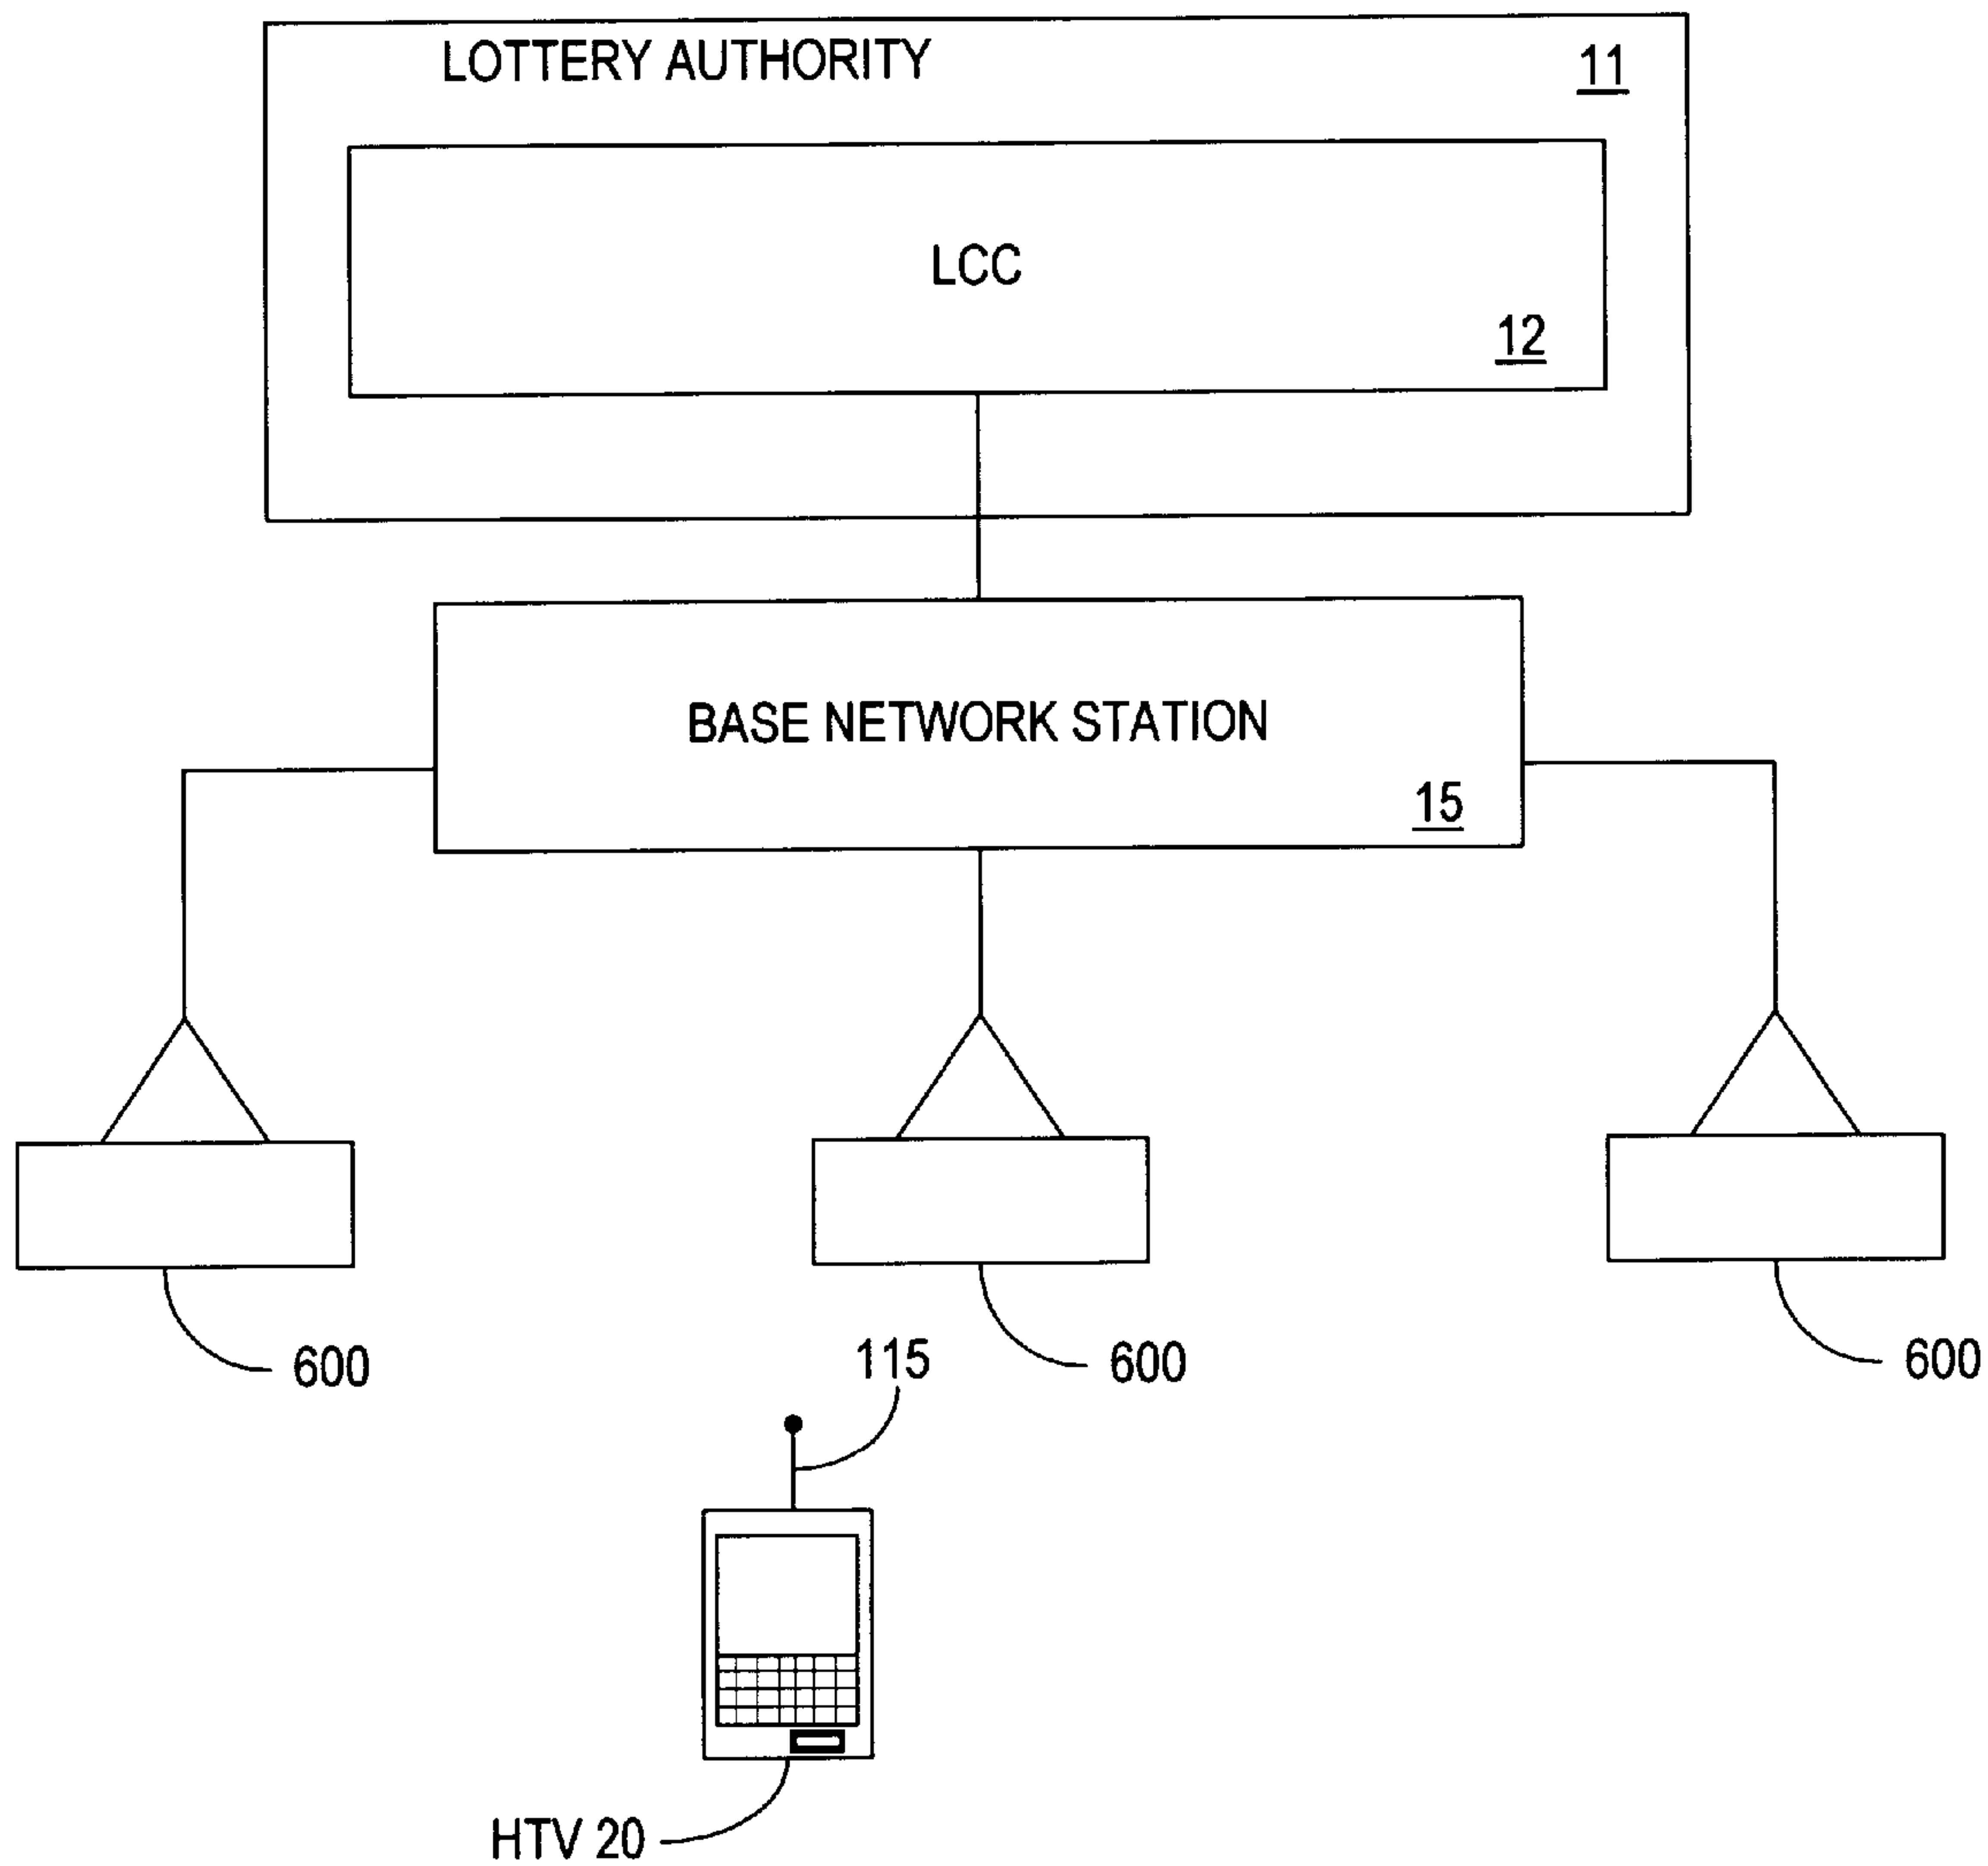 LOTTERY AUTHORITY
11
LCC
12
BASE NETWORK STATION
15
600
115
600
600
HTV 20